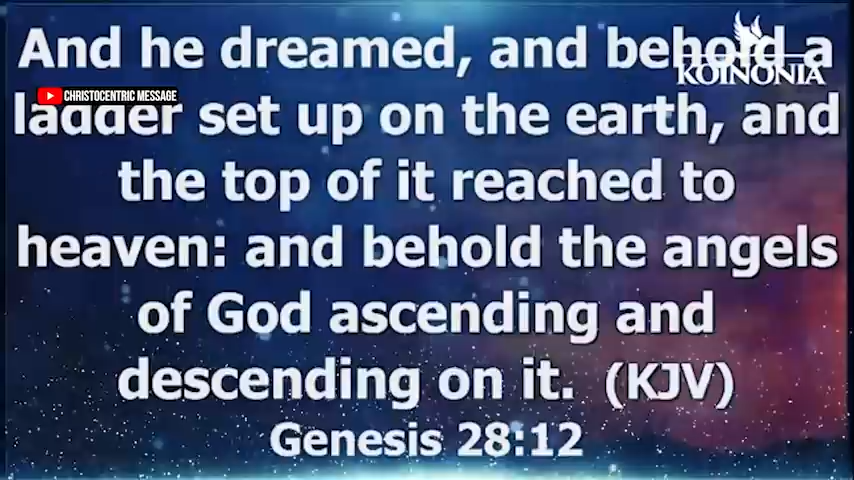 And he dreamed, and behold a
KOINONIA
CHRISTOCENTRIC MESSAGE
ladder set up on the earth, and
the top of it reached to
heaven: and behold the angels
of God ascending and
descending on it. (KJV)
Genesis 28:12